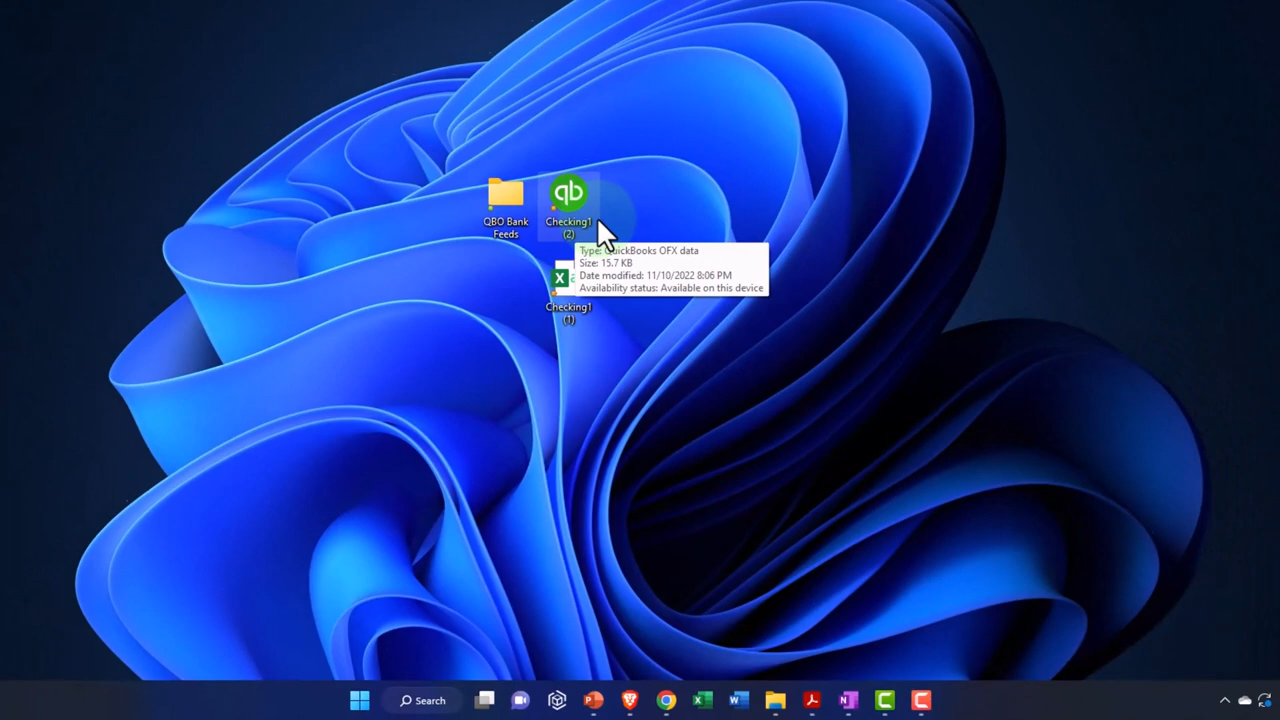 qb
QBO Bank
Feeds
Checking1
(2)
Type: QuickBooks OFX data
Size: 15.7 KB
Date modified: 11/10/2022 8:06 PM
Availability status: Available on this device
X
Checking1
(1)
Search